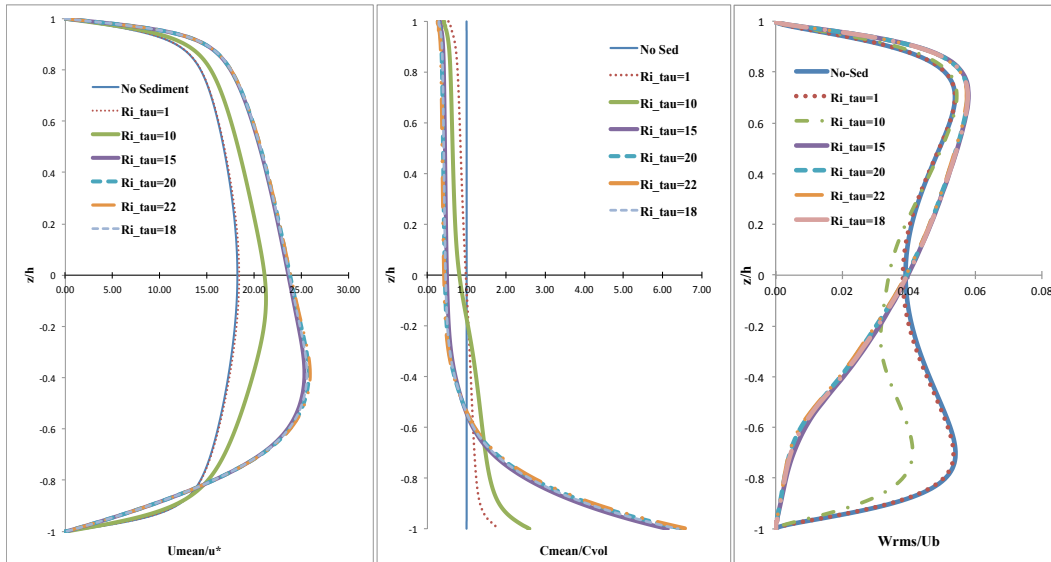 1
0.8
0.6
0.4
0.2
0
-0.2
-0.4
-0.6
-0.8
-1
z/h
0.00
5.00
10.00
15.00
20.00
25.00
30.00
No Sediment
Ri_tau=1
Ri_tau=10
Ri_tau=15
Ri_tau=20
Ri_tau=22
Ri_tau=18
Umean/u*
1
0.8
0.6
0.4
0.2
0
-0.2
-0.4
-0.6
-0.8
-1
z/h
0.00
1.00
2.00
3.00
4.00
5.00
6.00
7.00
No Sed
Ri_tau=1
Ri_tau=10
Ri_tau=15
Ri_tau=20
Ri_tau=22
Ri_tau=18
Cmean/Cvol
1
0.8
0.6
0.4
0.2
0
-0.2
-0.4
-0.6
-0.8
-1
z/h
0.00
0.02
0.04
0.06
0.08
No-Sed
Ri_tau=1
Ri_tau=10
Ri_tau=15
Ri_tau=20
Ri_tau=22
Ri_tau=18
Wrms/Ub